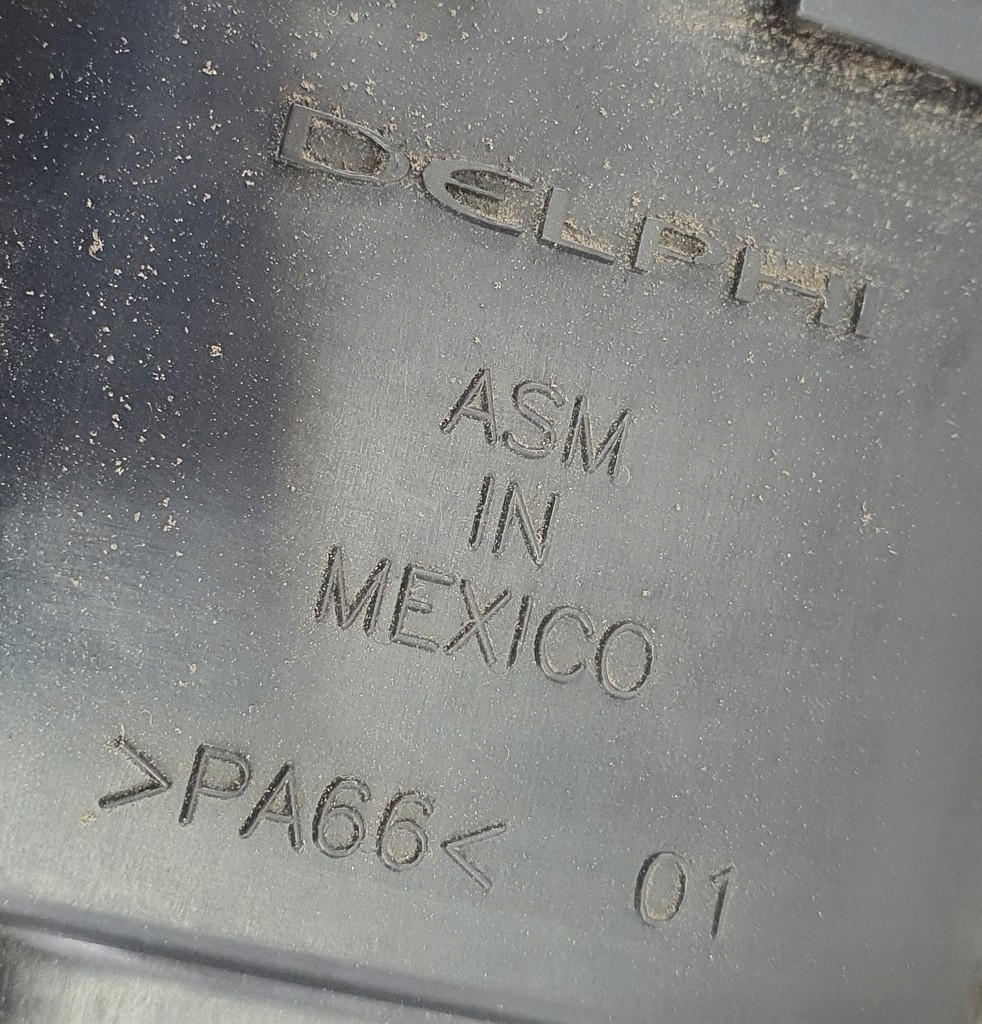 DELPHI
ASM
IN
MEXICO
>PA66< 01